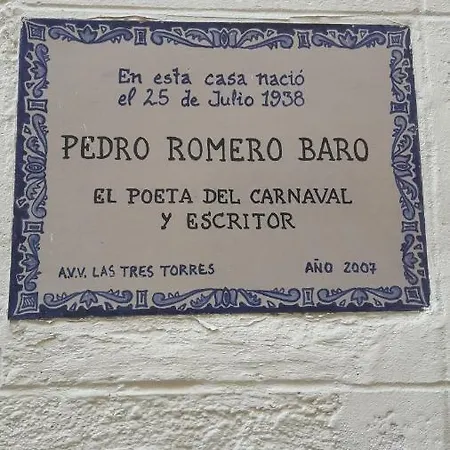 En esta casa nació
el 25 de Julio 1938
PEDRO ROMERO BARO
EL POETA DEL CARNAVAL
Y ESCRITOR
A.V.V. LAS TRES TORRES AÑO 2007